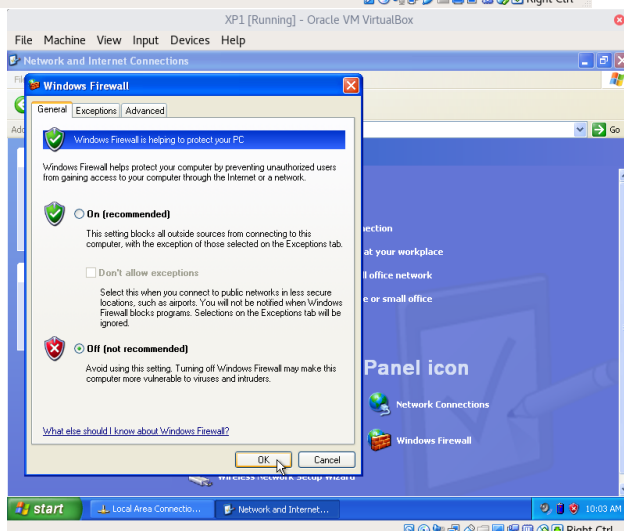 Right Ctrl
XP1 [Running] - Oracle VM VirtualBox
File Machine View Input Devices Help
Network and Internet Connections
Windows Firewall
General Exceptions Advanced
Go
Windows Firewall is helping to protect your PC
Windows Firewall helps protect your computer by preventing unauthorized users
from gaining access to your computer through the Internet or a network.
On (recommended)
This setting blocks all outside sources from connecting to this
computer, with the exception of those selected on the Exceptions tab.
Don't allow exceptions
Select this when you connect to public networks in less secure
locations, such as airports. You will not be notified when Windows
Firewall blocks programs. Selections on the Exceptions tab will be
ignored.
Off (not recommended)
Avoid using this setting. Turning off Windows Firewall may make this
computer more vulnerable to viruses and intruders.
What else should I know about Windows Firewall?
OK Cancel
at your workplace
office network
or small office
Panel icon
Network Connections
Windows Firewall
Wireless Network Setup Wizard
start Local Area Connectio... Network and Internet... 10:03 AM
Right Ctrl